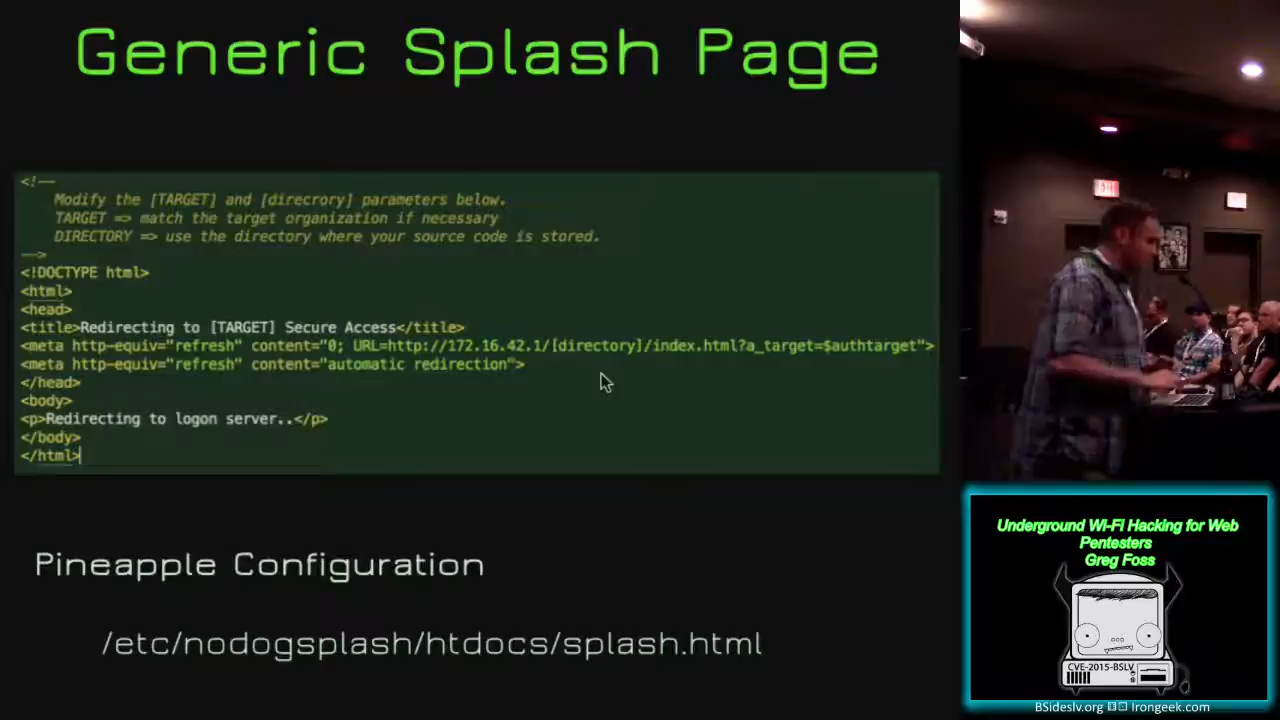 Generic Splash Page
<!--
Modify the [TARGET] and [direcrory] parameters below.
TARGET => match the target organization if necessary
DIRECTORY => use the directory where your source code is stored.
-->
<!DOCTYPE html>
<html>
<head>
<title>Redirecting to [TARGET] Secure Access</title>
<meta http-equiv="refresh" content="0; URL=http://172.16.42.1/[directory]/index.html?a_target=$authtarget">
<meta http-equiv="refresh" content="automatic redirection">
</head>
<body>
<p>Redirecting to logon server..</p>
</body>
</html>
Pineapple Configuration
/etc/nodogsplash/htdocs/splash.html
EXIT
Underground Wi-Fi Hacking for Web
Pentesters
Greg Foss
CVE-2015-BSLV
BSideslv.org Irongeek.com